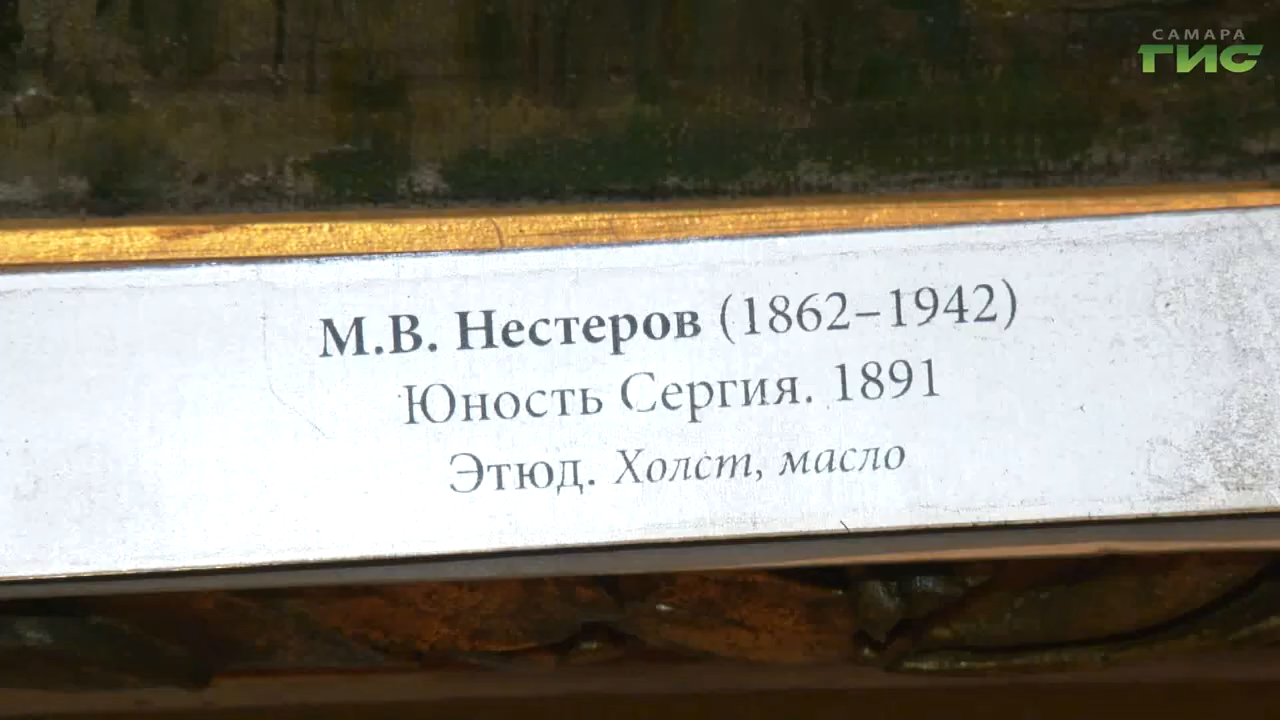 САМАРА
ГИС
М.В. Нестеров (1862–1942)
Юность Сергия. 1891
Этюд. Холст, масло